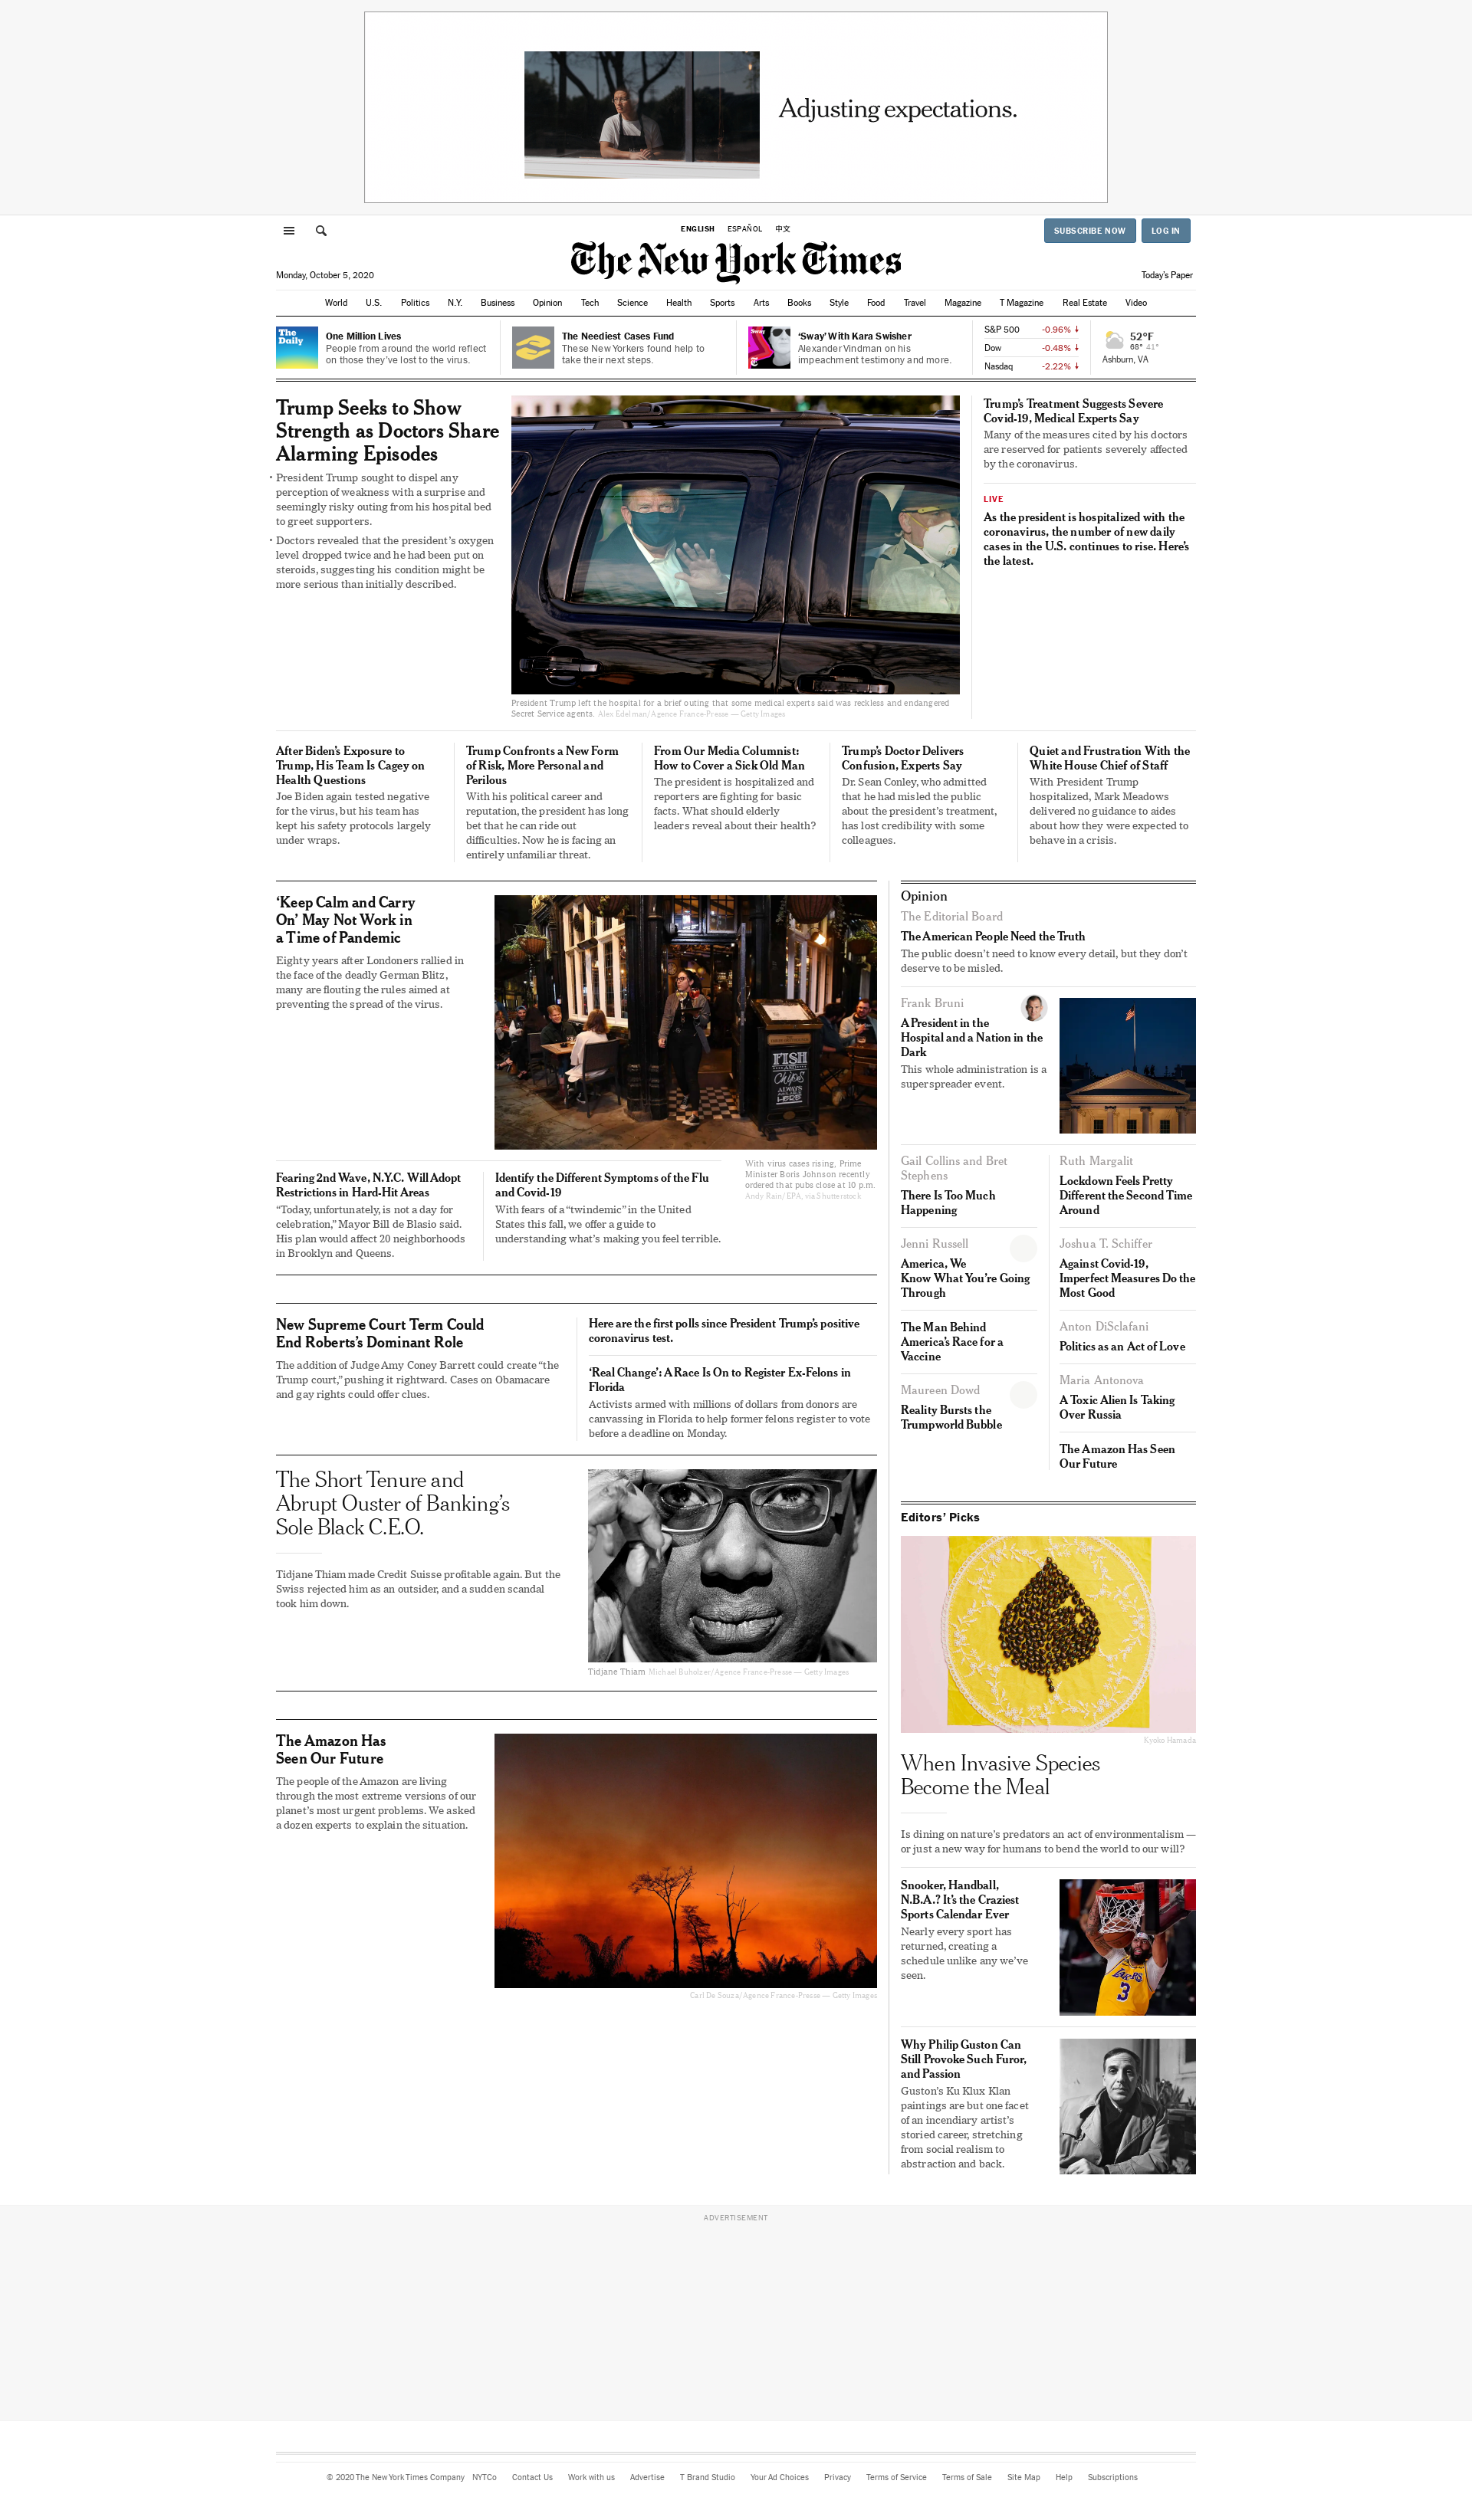 Adjusting expectations.
ENGLISH ESPAÑOL 中文
SUBSCRIBE NOW LOG IN
The New York Times
Monday, October 5, 2020
Today's Paper
World U.S. Politics N.Y. Business Opinion Tech Science Health Sports Arts Books Style Food Travel Magazine T Magazine Real Estate Video
The Daily
One Million Lives
People from around the world reflect
on those they've lost to the virus.
The Neediest Cases Fund
These New Yorkers found help to
take their next steps.
Sway
'Sway' With Kara Swisher
Alexander Vindman on his
impeachment testimony and more.
S&P 500 -0.96%
Dow -0.48%
Nasdaq -2.22%
52°F
68° 41°
Ashburn, VA
Trump Seeks to Show
Strength as Doctors Share
Alarming Episodes
President Trump sought to dispel any
perception of weakness with a surprise and
seemingly risky outing from his hospital bed
to greet supporters.
Doctors revealed that the president's oxygen
level dropped twice and he had been put on
steroids, suggesting his condition might be
more serious than initially described.
President Trump left the hospital for a brief outing that some medical experts said was reckless and endangered
Secret Service agents. Alex Edelman/Agence France-Presse — Getty Images
Trump's Treatment Suggests Severe
Covid-19, Medical Experts Say
Many of the measures cited by his doctors
are reserved for patients severely affected
by the coronavirus.
LIVE
As the president is hospitalized with the
coronavirus, the number of new daily
cases in the U.S. continues to rise. Here's
the latest.
After Biden's Exposure to
Trump, His Team Is Cagey on
Health Questions
Joe Biden again tested negative
for the virus, but his team has
kept his safety protocols largely
under wraps.
Trump Confronts a New Form
of Risk, More Personal and
Perilous
With his political career and
reputation, the president has long
bet that he can ride out
difficulties. Now he is facing an
entirely unfamiliar threat.
From Our Media Columnist:
How to Cover a Sick Old Man
The president is hospitalized and
reporters are fighting for basic
facts. What should elderly
leaders reveal about their health?
Trump's Doctor Delivers
Confusion, Experts Say
Dr. Sean Conley, who admitted
that he had misled the public
about the president's treatment,
has lost credibility with some
colleagues.
Quiet and Frustration With the
White House Chief of Staff
With President Trump
hospitalized, Mark Meadows
delivered no guidance to aides
about how they were expected to
behave in a crisis.
'Keep Calm and Carry
On' May Not Work in
a Time of Pandemic
Eighty years after Londoners rallied in
the face of the deadly German Blitz,
many are flouting the rules aimed at
preventing the spread of the virus.
FISH
AND
Chips
ALWAYS
HERE!
With virus cases rising, Prime
Minister Boris Johnson recently
ordered that pubs close at 10 p.m.
Andy Rain/EPA, via Shutterstock
Fearing 2nd Wave, N.Y.C. Will Adopt
Restrictions in Hard-Hit Areas
"Today, unfortunately, is not a day for
celebration," Mayor Bill de Blasio said.
His plan would affect 20 neighborhoods
in Brooklyn and Queens.
Identify the Different Symptoms of the Flu
and Covid-19
With fears of a "twindemic" in the United
States this fall, we offer a guide to
understanding what's making you feel terrible.
New Supreme Court Term Could
End Roberts's Dominant Role
The addition of Judge Amy Coney Barrett could create "the
Trump court," pushing it rightward. Cases on Obamacare
and gay rights could offer clues.
Here are the first polls since President Trump's positive
coronavirus test.
'Real Change': A Race Is On to Register Ex-Felons in
Florida
Activists armed with millions of dollars from donors are
canvassing in Florida to help former felons register to vote
before a deadline on Monday.
The Short Tenure and
Abrupt Ouster of Banking's
Sole Black C.E.O.
Tidjane Thiam made Credit Suisse profitable again. But the
Swiss rejected him as an outsider, and a sudden scandal
took him down.
Tidjane Thiam Michael Buholzer/Agence France-Presse — Getty Images
The Amazon Has
Seen Our Future
The people of the Amazon are living
through the most extreme versions of our
planet's most urgent problems. We asked
a dozen experts to explain the situation.
Carl De Souza/Agence France-Presse — Getty Images
Opinion
The Editorial Board
The American People Need the Truth
The public doesn't need to know every detail, but they don't
deserve to be misled.
Frank Bruni
A President in the
Hospital and a Nation in the
Dark
This whole administration is a
superspreader event.
Gail Collins and Bret
Stephens
There Is Too Much
Happening
Jenni Russell
America, We
Know What You're Going
Through
The Man Behind
America's Race for a
Vaccine
Maureen Dowd
Reality Bursts the
Trumpworld Bubble
Ruth Margalit
Lockdown Feels Pretty
Different the Second Time
Around
Joshua T. Schiffer
Against Covid-19,
Imperfect Measures Do the
Most Good
Anton DiSclafani
Politics as an Act of Love
Maria Antonova
A Toxic Alien Is Taking
Over Russia
The Amazon Has Seen
Our Future
Editors' Picks
Kyoko Hamada
When Invasive Species
Become the Meal
Is dining on nature's predators an act of environmentalism —
or just a new way for humans to bend the world to our will?
Snooker, Handball,
N.B.A.? It's the Craziest
Sports Calendar Ever
Nearly every sport has
returned, creating a
schedule unlike any we've
seen.
LAKERS
3
Why Philip Guston Can
Still Provoke Such Furor,
and Passion
Guston's Ku Klux Klan
paintings are but one facet
of an incendiary artist's
storied career, stretching
from social realism to
abstraction and back.
ADVERTISEMENT
© 2020 The New York Times Company NYTCo Contact Us Work with us Advertise T Brand Studio Your Ad Choices Privacy Terms of Service Terms of Sale Site Map Help Subscriptions